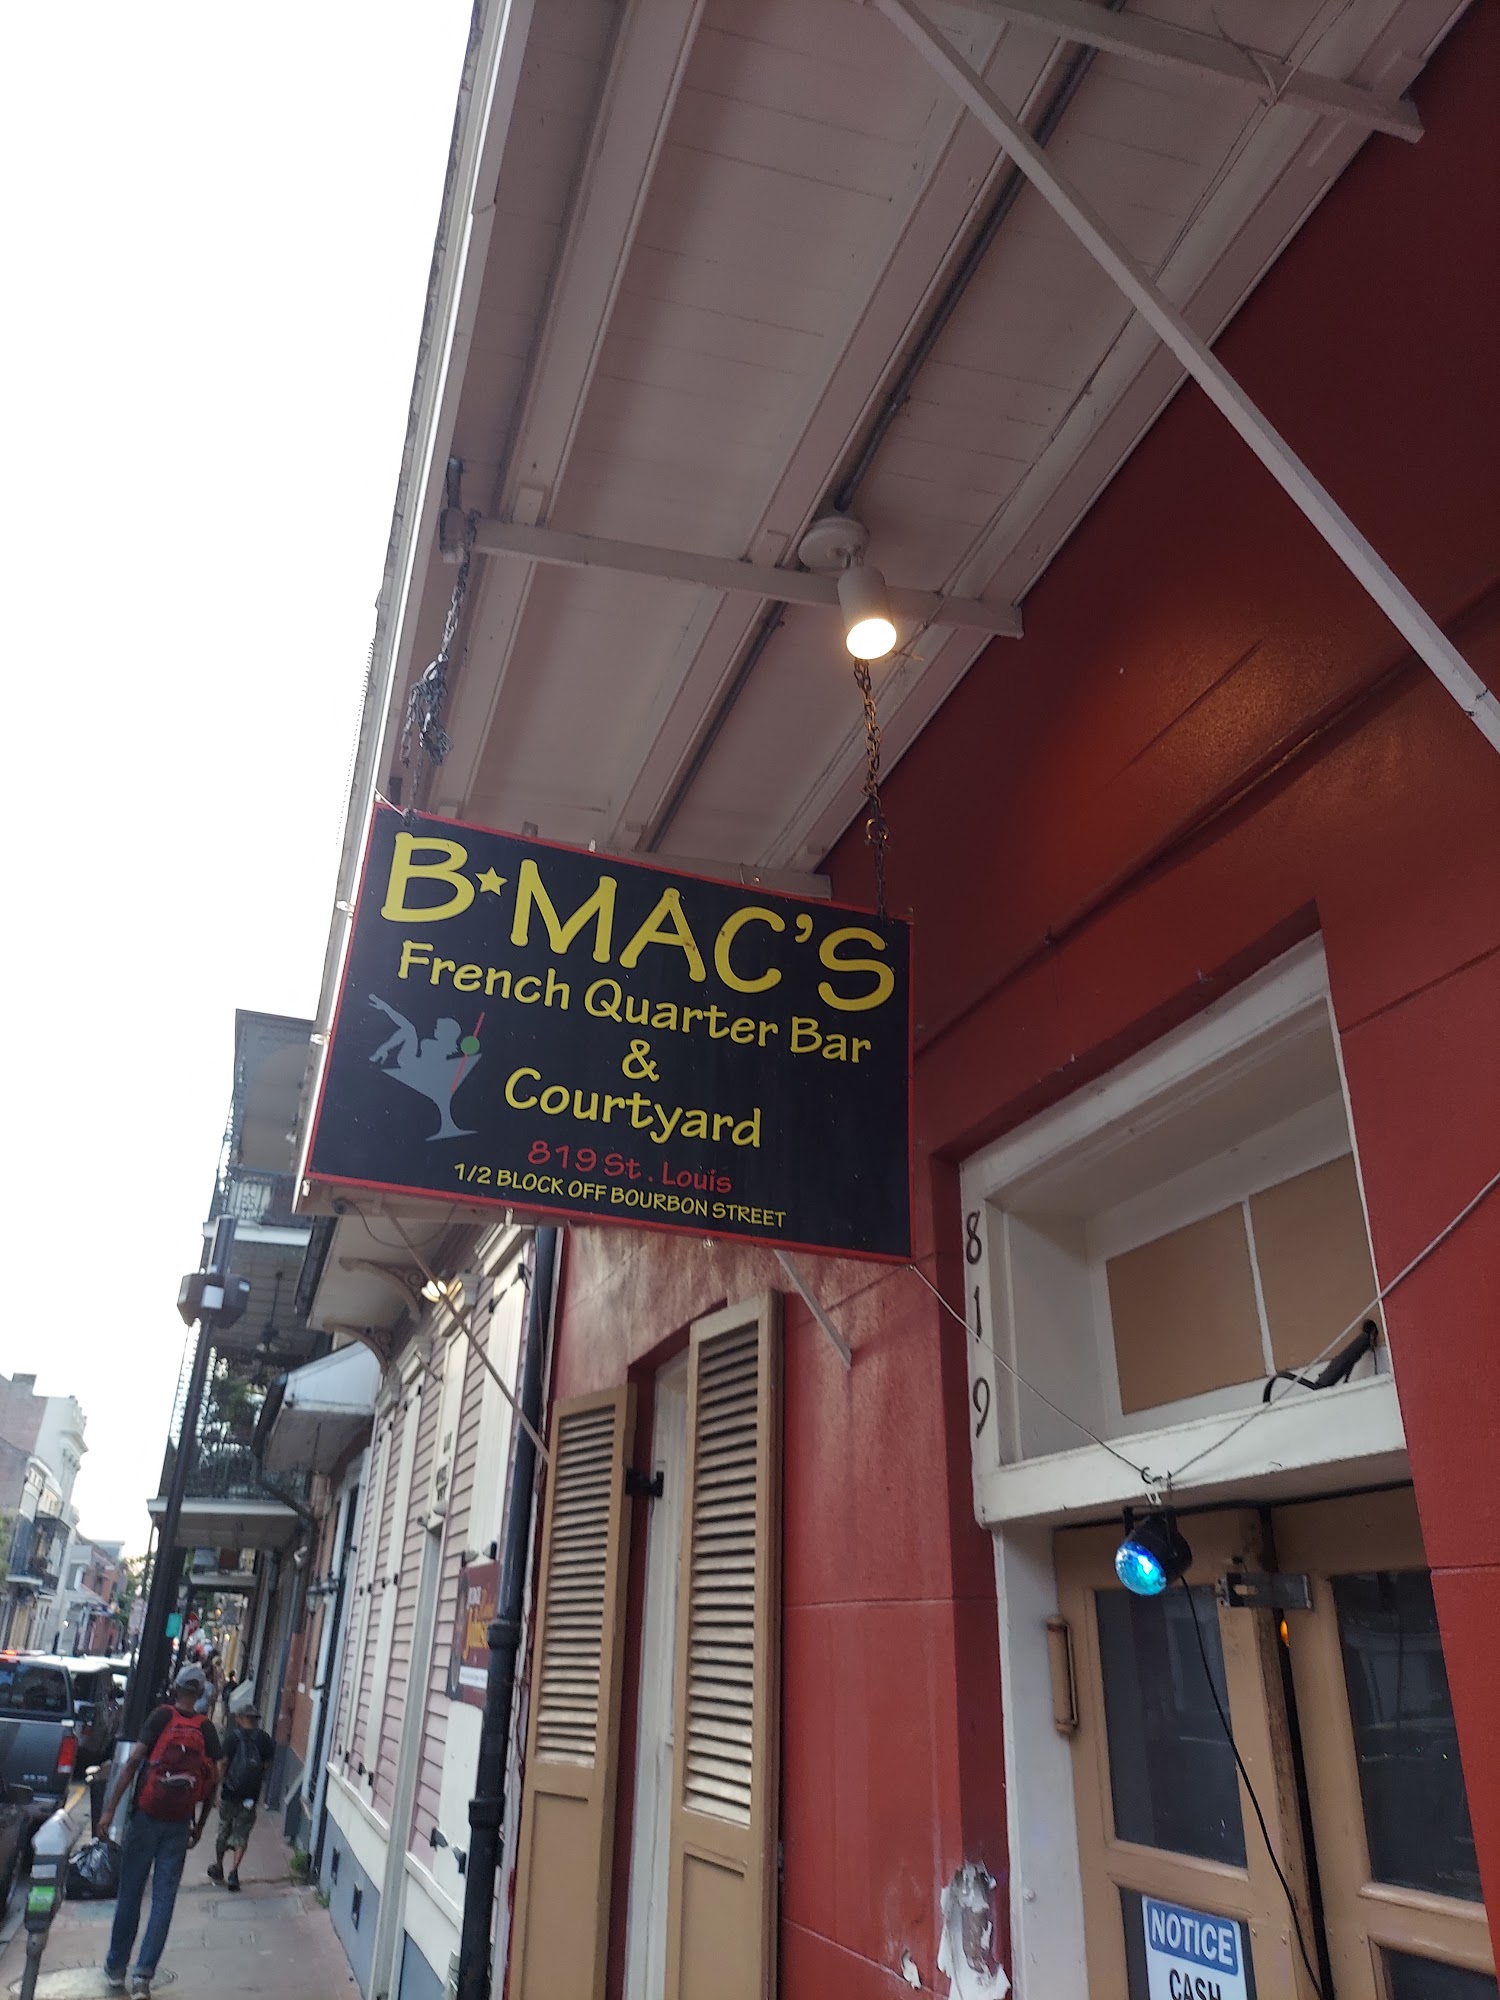 B★MAC'S
French Quarter Bar
&
Courtyard
819 St. Louis
1/2 BLOCK OFF BOURBON STREET
819
NOTICE
CASH